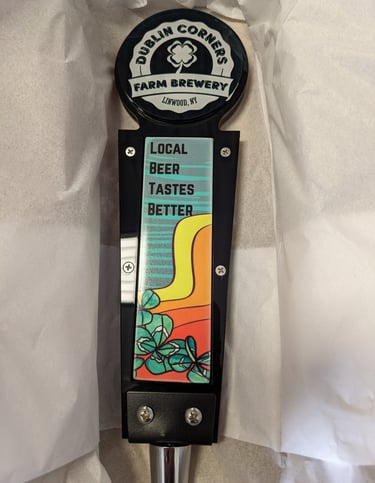 DUBLIN CORNERS
FARM BREWERY
LINWOOD, NY
LOCAL
BEER
TASTES
BETTER